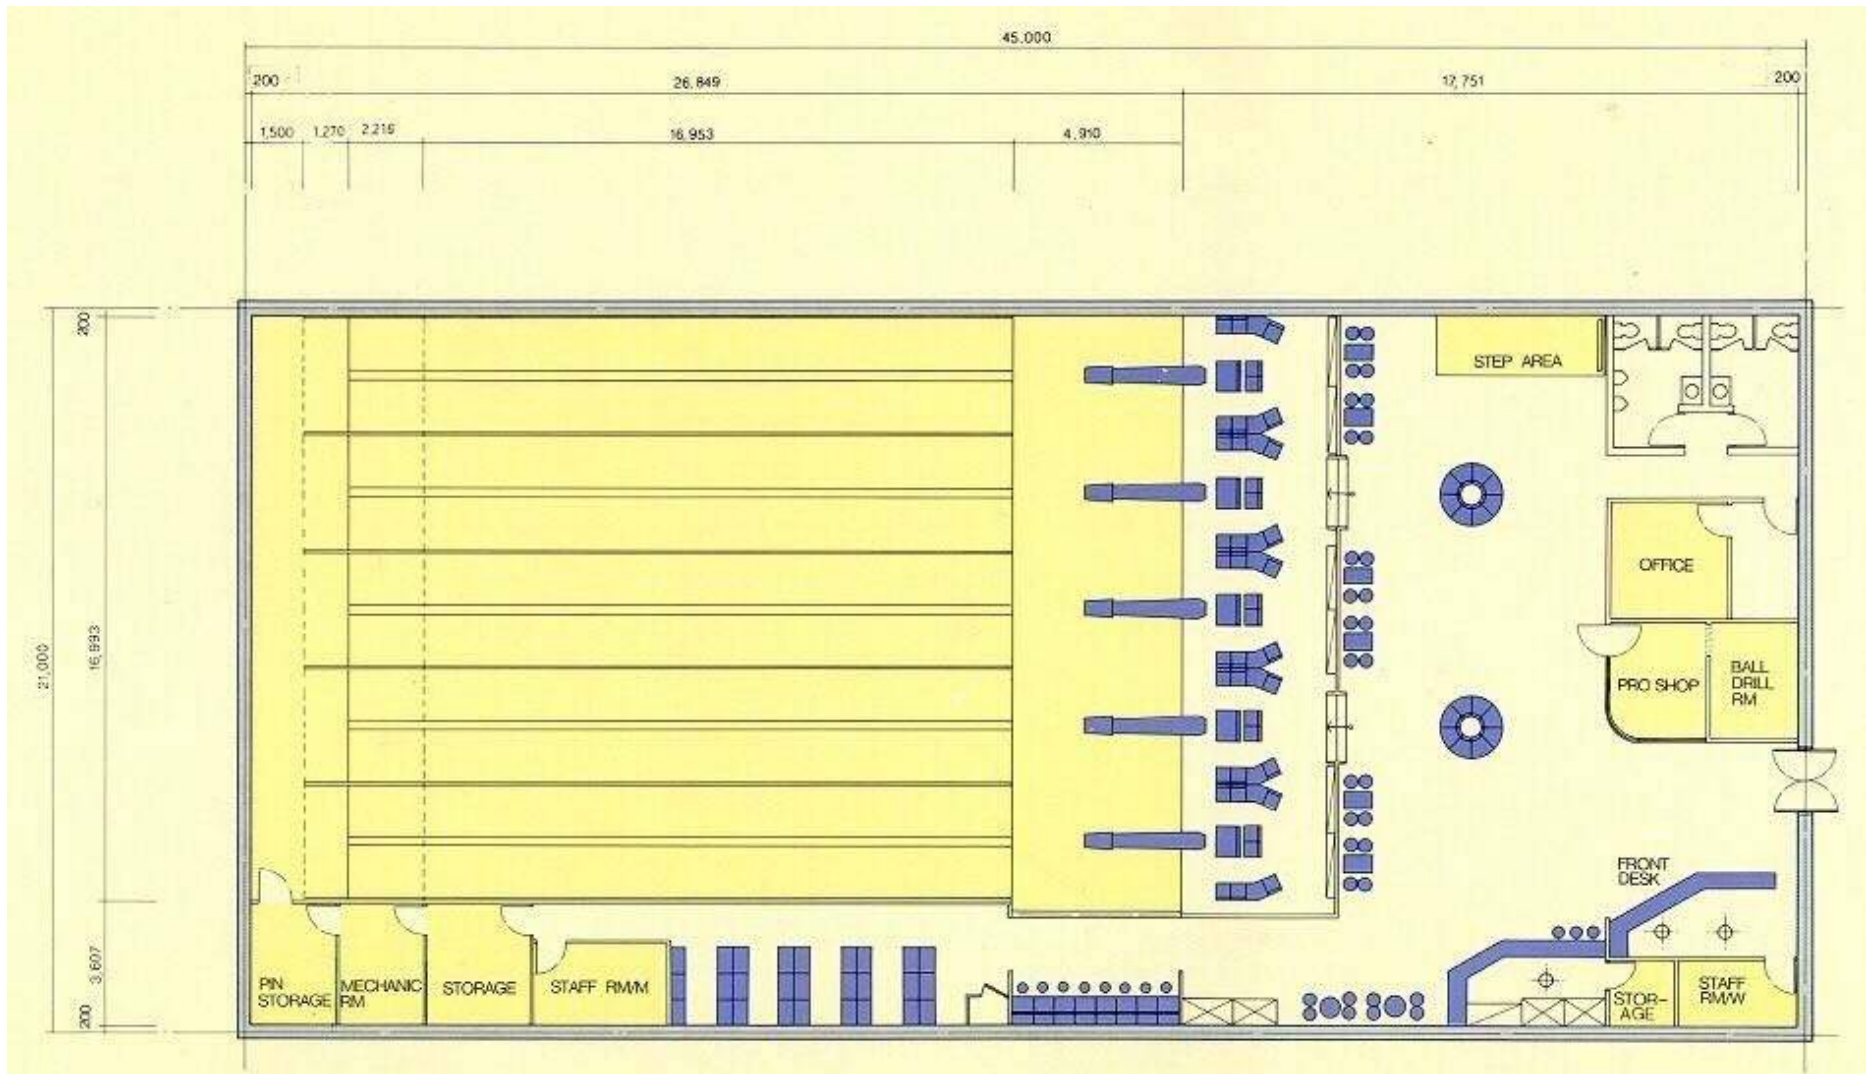 45.000
200
26.849
17,751
200
1,500
1.270
2.216
16,953
4.910
200
STEP AREA
OFFICE
21,000
16,993
PRO SHOP
BALL
DRILL
RM
FRONT
DESK
3.607
PIN
STORAGE
MECHANIC
RM
STORAGE
STAFF RM/M
STOR-
AGE
STAFF
RM/W
200